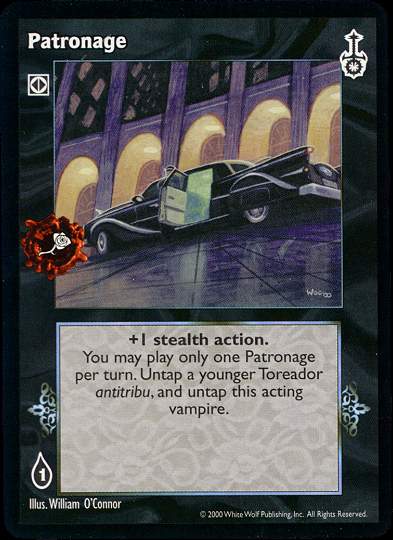 Patronage
Woc00
+1 stealth action.
You may play only one Patronage
per turn. Untap a younger Toreador
antitribu, and untap this acting
vampire.
1
Illus. William O'Connor
© 2000 White Wolf Publishing, Inc. All Rights Reserved.